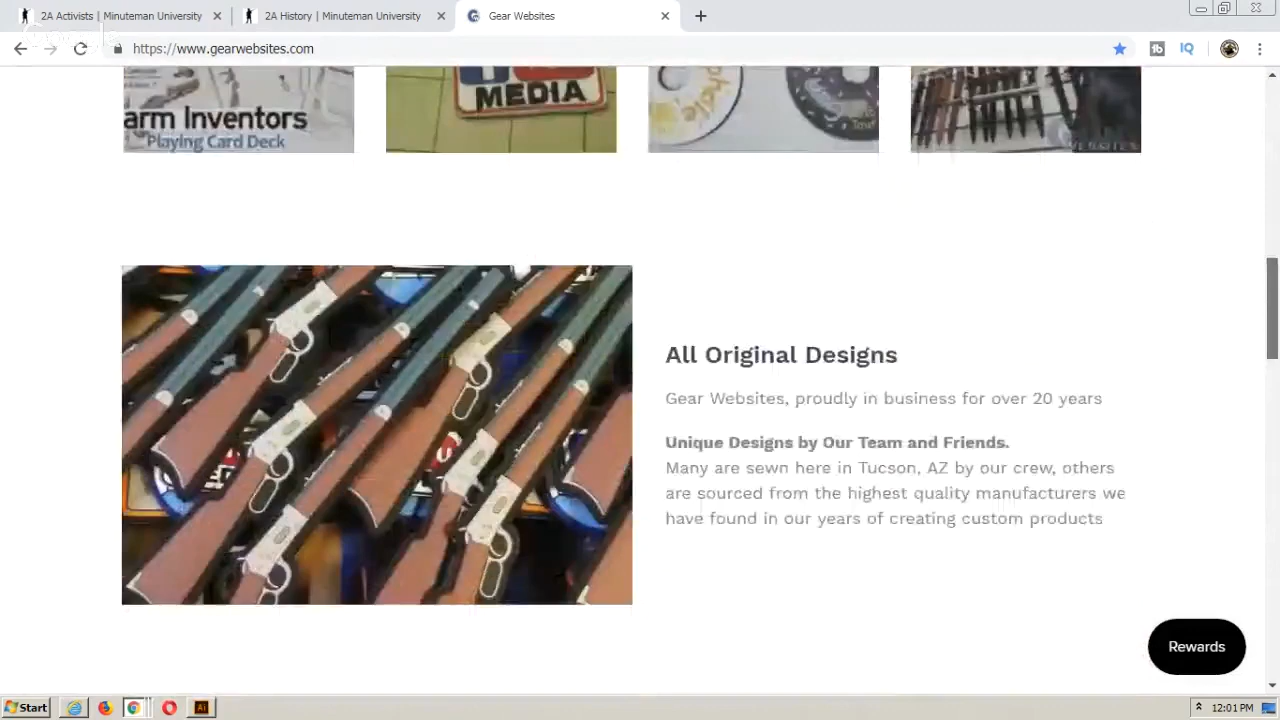 2A Activists | Minuteman University
2A History | Minuteman University
Gear Websites
Google
https://www.gearwebsites.com
IQ
arm Inventors
Playing Card Deck
MEDIA
All Original Designs
Gear Websites, proudly in business for over 20 years
Unique Designs by Our Team and Friends.
Many are sewn here in Tucson, AZ by our crew, others
are sourced from the highest quality manufacturers we
have found in our years of creating custom products
Rewards
Start
Ai
12:01 PM